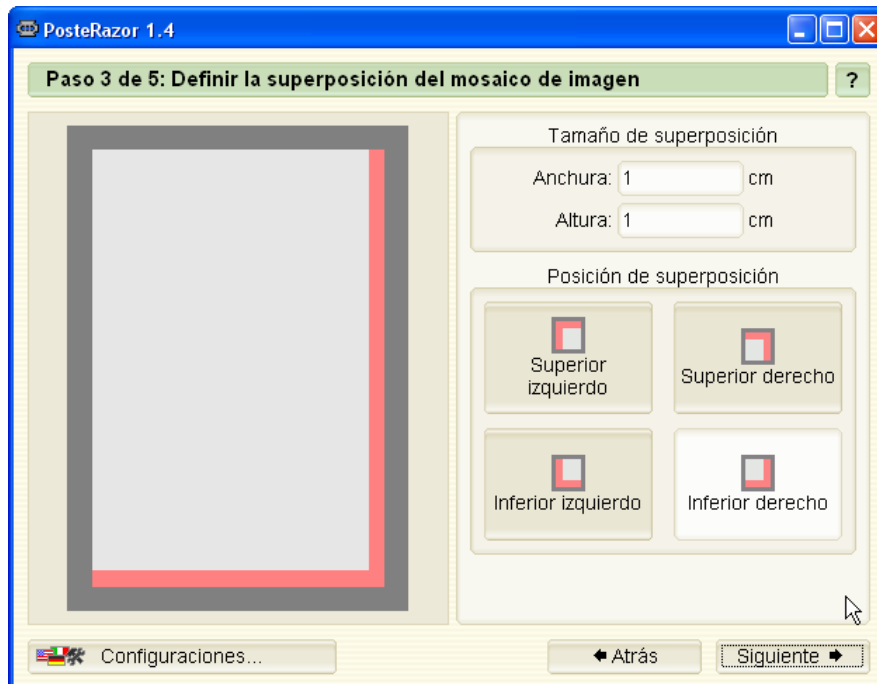 PosteRazor 1.4
Paso 3 de 5: Definir la superposición del mosaico de imagen
?
Tamaño de superposición
Anchura: 1 cm
Altura: 1 cm
Posición de superposición
Superior
izquierdo
Superior derecho
Inferior izquierdo
Inferior derecho
Configuraciones...
Atrás
Siguiente